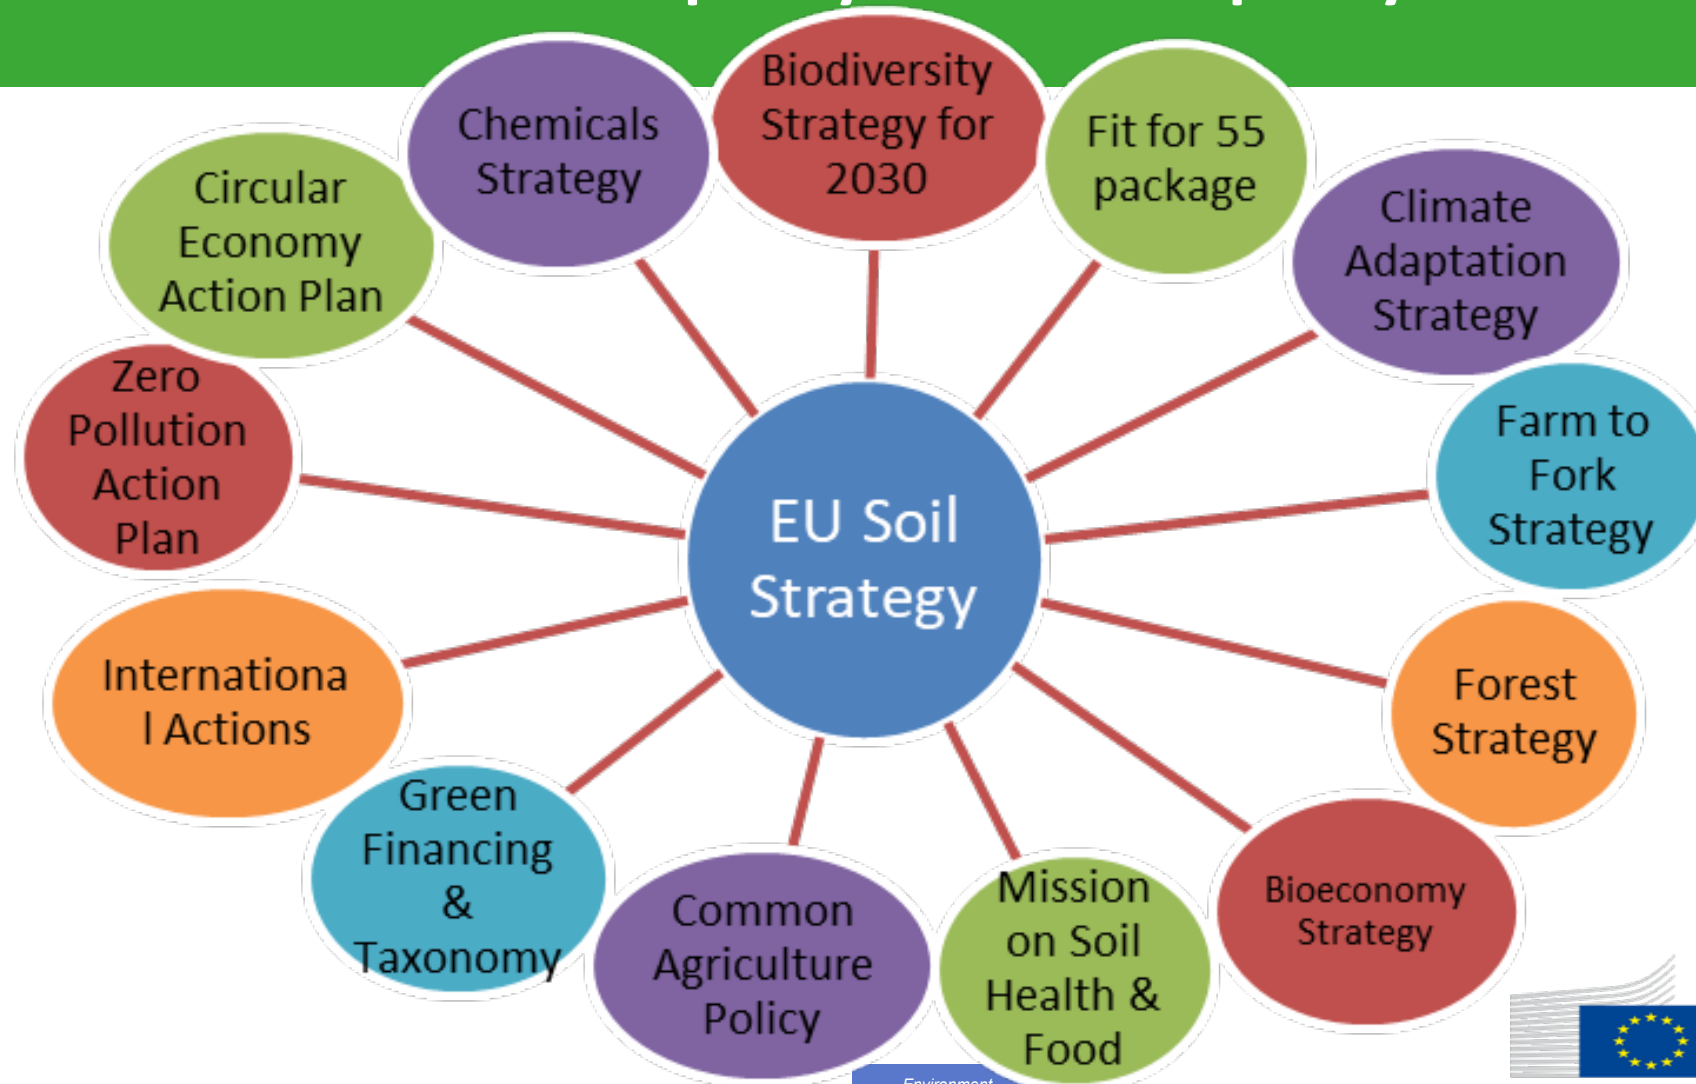 Biodiversity
Strategy for
2030
Fit for 55
package
Climate
Adaptation
Strategy
Farm to
Fork
Strategy
Forest
Strategy
Bioeconomy
Strategy
Mission
on Soil
Health &
Food
Common
Agriculture
Policy
Green
Financing
&
Taxonomy
Internationa
l Actions
Zero
Pollution
Action
Plan
Circular
Economy
Action Plan
Chemicals
Strategy
EU Soil
Strategy
Environment